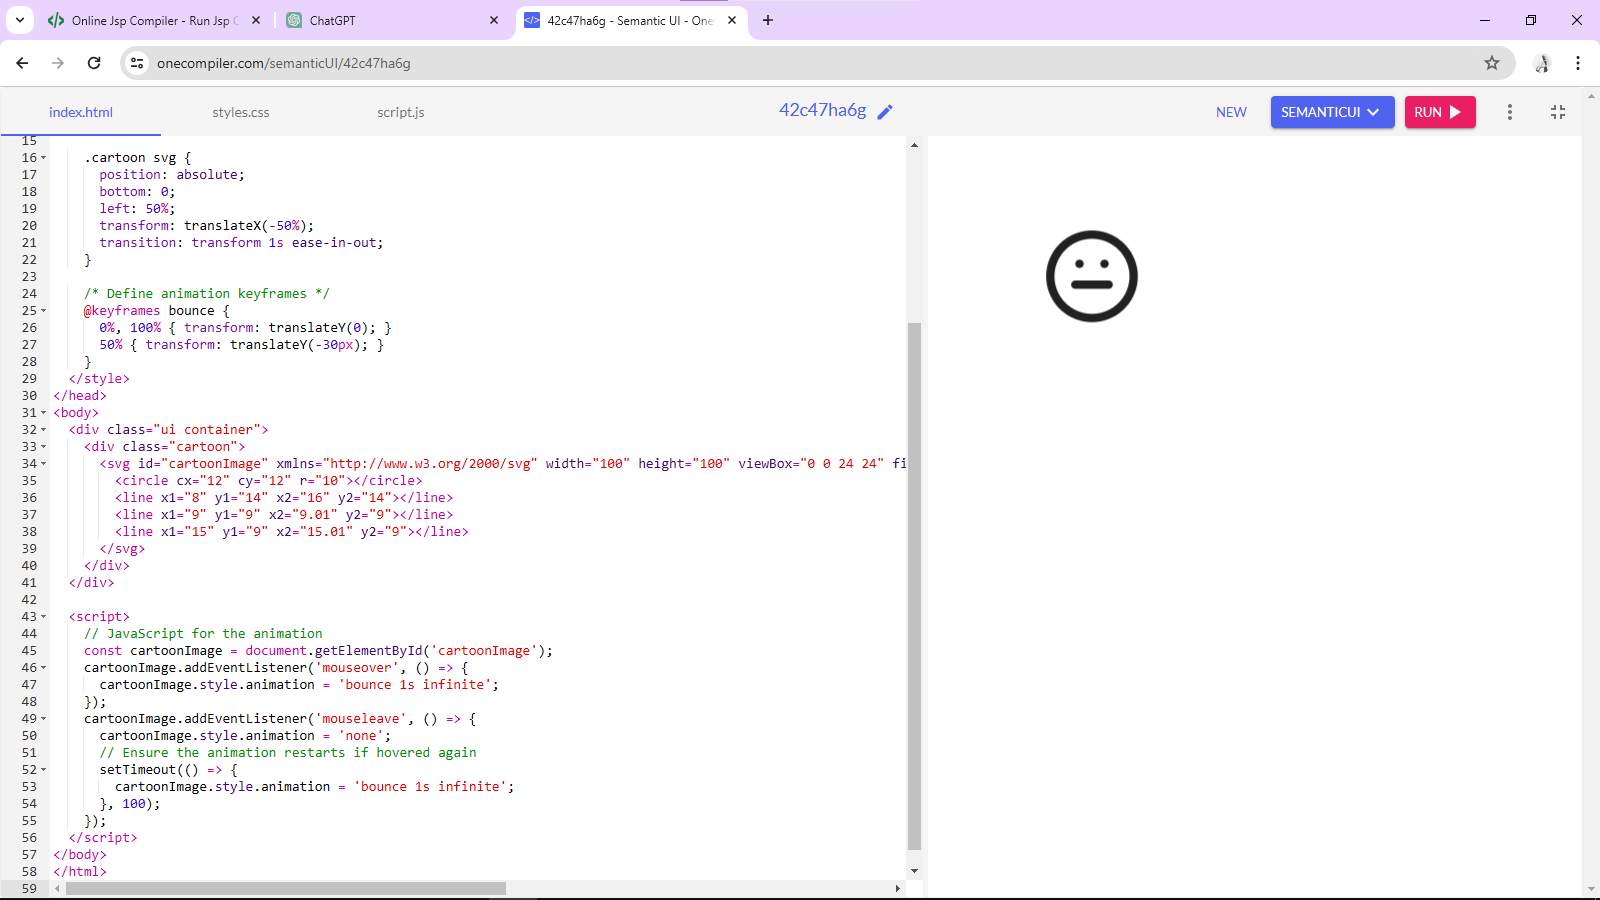 Online Jsp Compiler - Run Jsp
ChatGPT
42c47ha6g - Semantic UI - One
onecompiler.com/semanticUI/42c47ha6g
index.html styles.css script.js 42c47ha6g NEW SEMANTICUI RUN
15
16 .cartoon svg {
17 position: absolute;
18 bottom: 0;
19 left: 50%;
20 transform: translateX(-50%);
21 transition: transform 1s ease-in-out;
22 }
23
24 /* Define animation keyframes */
25 @keyframes bounce {
26 0%, 100% { transform: translateY(0); }
27 50% { transform: translateY(-30px); }
28 }
29 </style>
30 </head>
31 <body>
32 <div class="ui container">
33 <div class="cartoon">
34 <svg id="cartoonImage" xmlns="http://www.w3.org/2000/svg" width="100" height="100" viewBox="0 0 24 24" fi
35 <circle cx="12" cy="12" r="10"></circle>
36 <line x1="8" y1="14" x2="16" y2="14"></line>
37 <line x1="9" y1="9" x2="9.01" y2="9"></line>
38 <line x1="15" y1="9" x2="15.01" y2="9"></line>
39 </svg>
40 </div>
41 </div>
42
43 <script>
44 // JavaScript for the animation
45 const cartoonImage = document.getElementById('cartoonImage');
46 cartoonImage.addEventListener('mouseover', () => {
47 cartoonImage.style.animation = 'bounce 1s infinite';
48 });
49 cartoonImage.addEventListener('mouseleave', () => {
50 cartoonImage.style.animation = 'none';
51 // Ensure the animation restarts if hovered again
52 setTimeout(() => {
53 cartoonImage.style.animation = 'bounce 1s infinite';
54 }, 100);
55 });
56 </script>
57 </body>
58 </html>
59